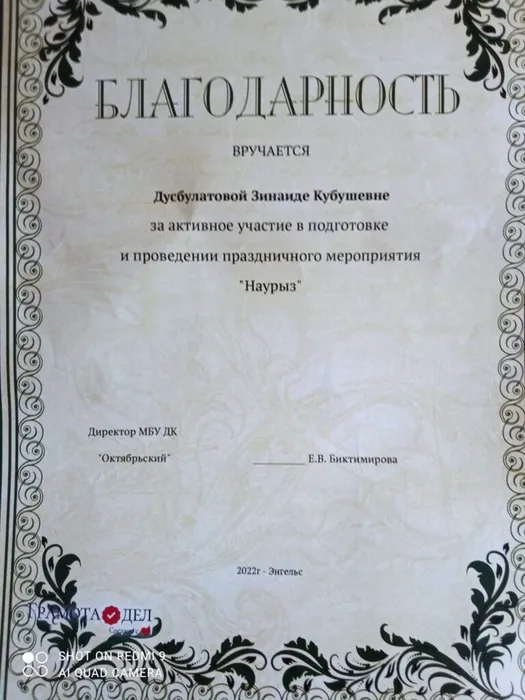 БЛАГОДАРНОСТЬ
ВРУЧАЕТСЯ
Дусбулатовой Зинаиде Кубушевне
за активное участие в подготовке
и проведении праздничного мероприятия
"Наурыз"
Директор МБУ ДК
"Октябрьский" __________ Е.В. Биктимирова
2022г - Энгельс
ГРАМОТА ДЕЛ
SHOT ON REDMI 9
AI QUAD CAMERA